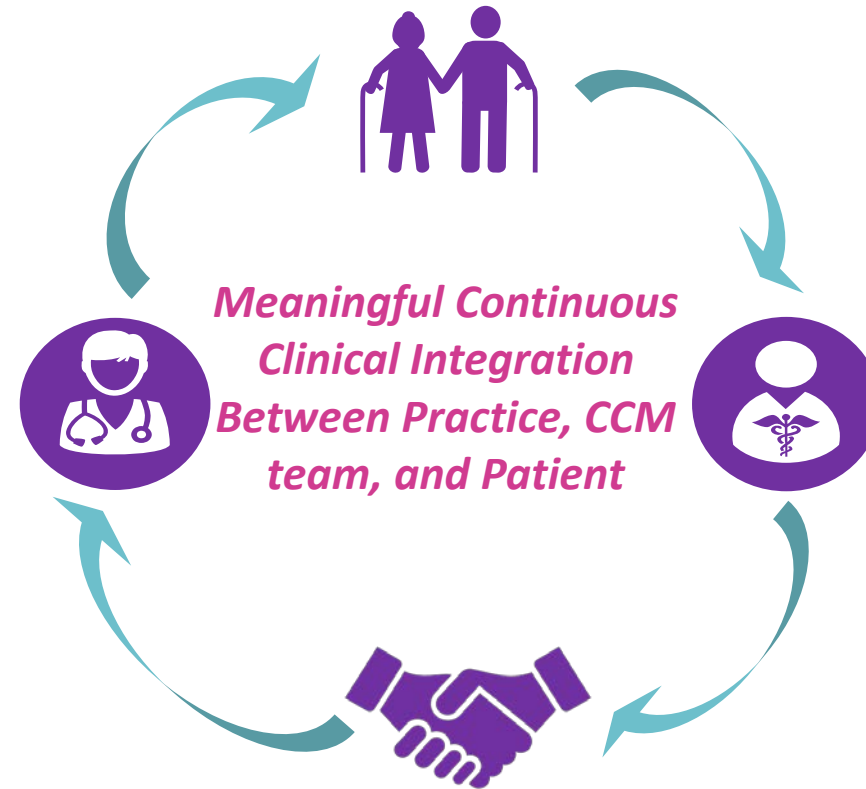 Meaningful Continuous
Clinical Integration
Between Practice, CCM
team, and Patient